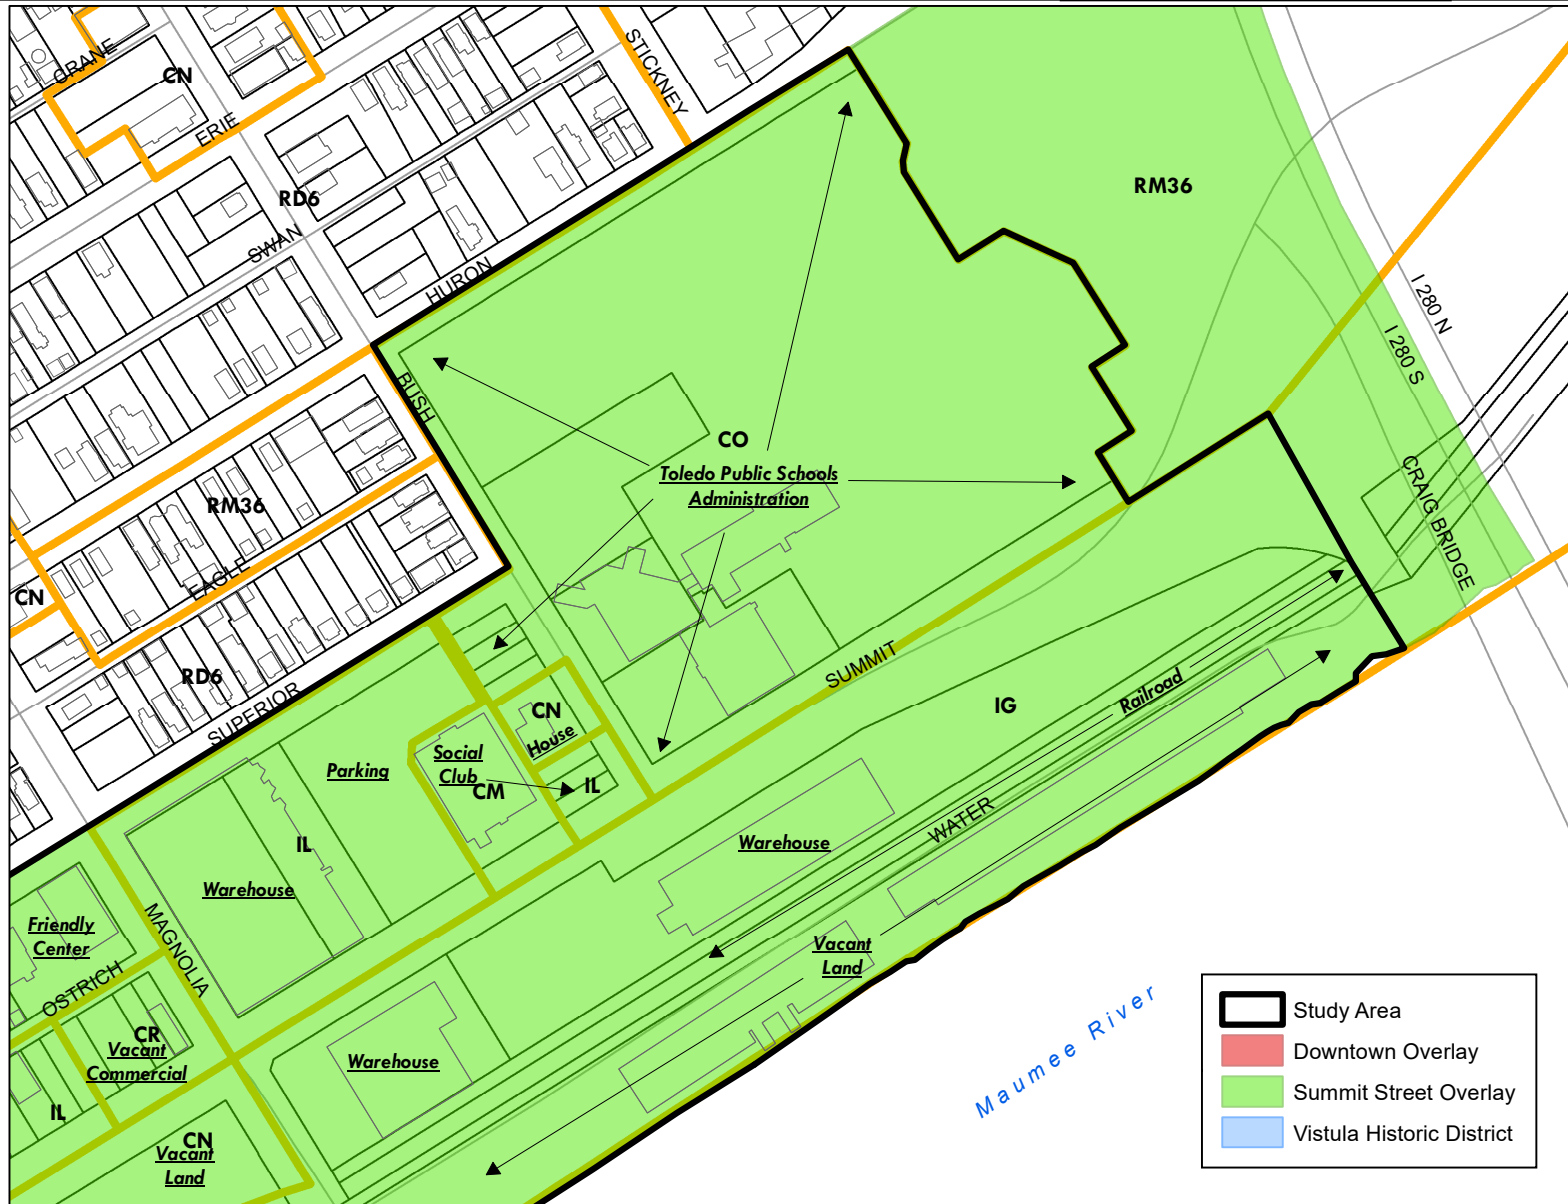 CRANE
CN
ERIE
STICKNEY
RD6
SWAN
HURON
RM36
I 280 N
I 280 S
BUSH
CO
Toledo Public Schools
Administration
CRAIG BRIDGE
RM36
EAGLE
CN
RD6
SUPERIOR
SUMMIT
Railroad
IG
CN
House
Social
Club
CM
IL
Parking
IL
Warehouse
Warehouse
WATER
Friendly
Center
MAGNOLIA
OSTRICH
Vacant
Land
CR
Vacant
Commercial
Warehouse
IL
CN
Vacant
Land
Maumee River
Study Area
Downtown Overlay
Summit Street Overlay
Vistula Historic District